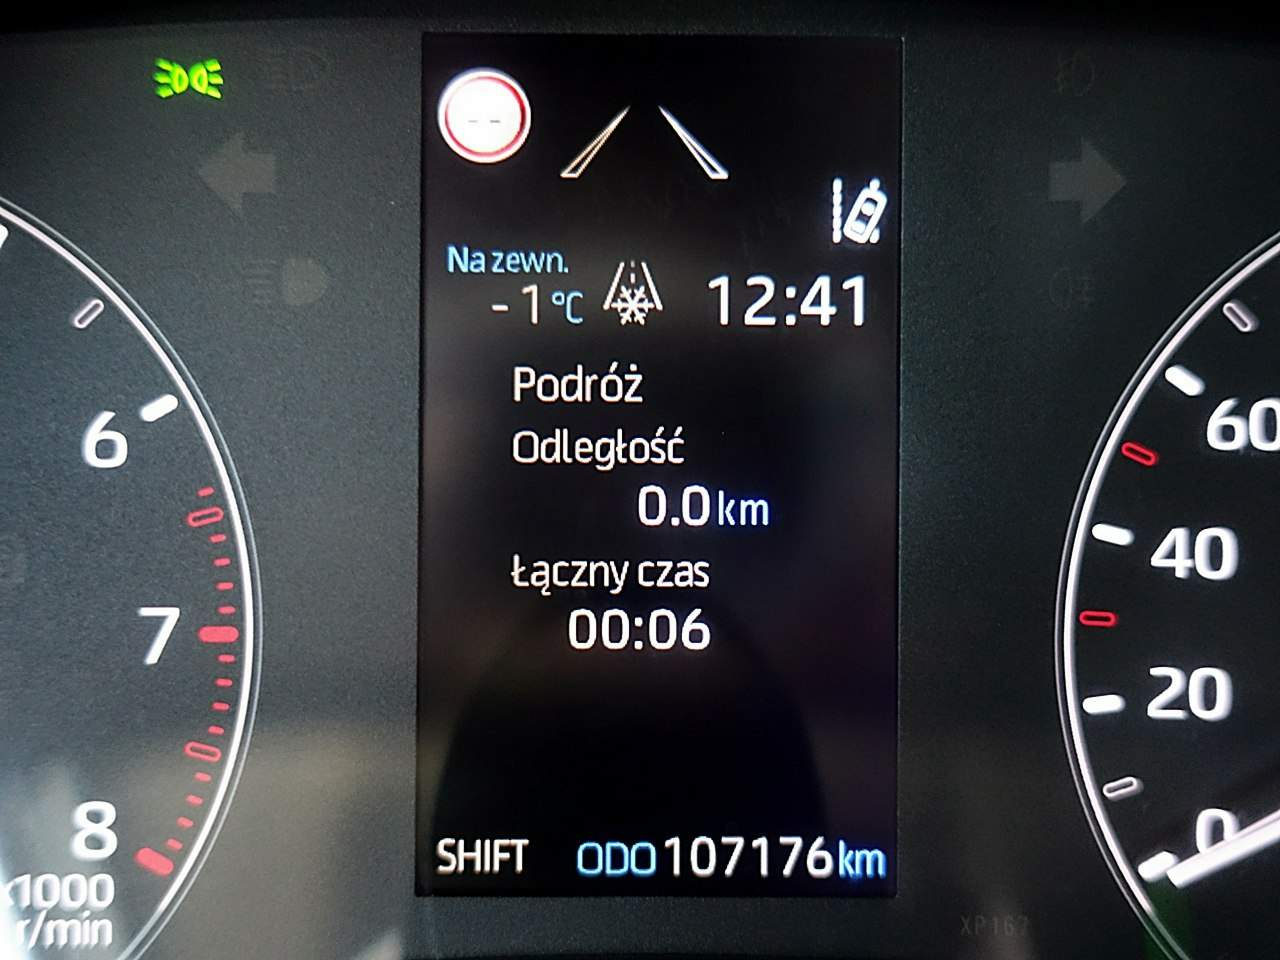 - -
Na zewn.
-1°C
12:41
Podróż
Odległość
0.0 km
Łączny czas
00:06
SHIFT
ODO 107176 km
6
7
8
x1000
r/min
60
40
20
0
XP167